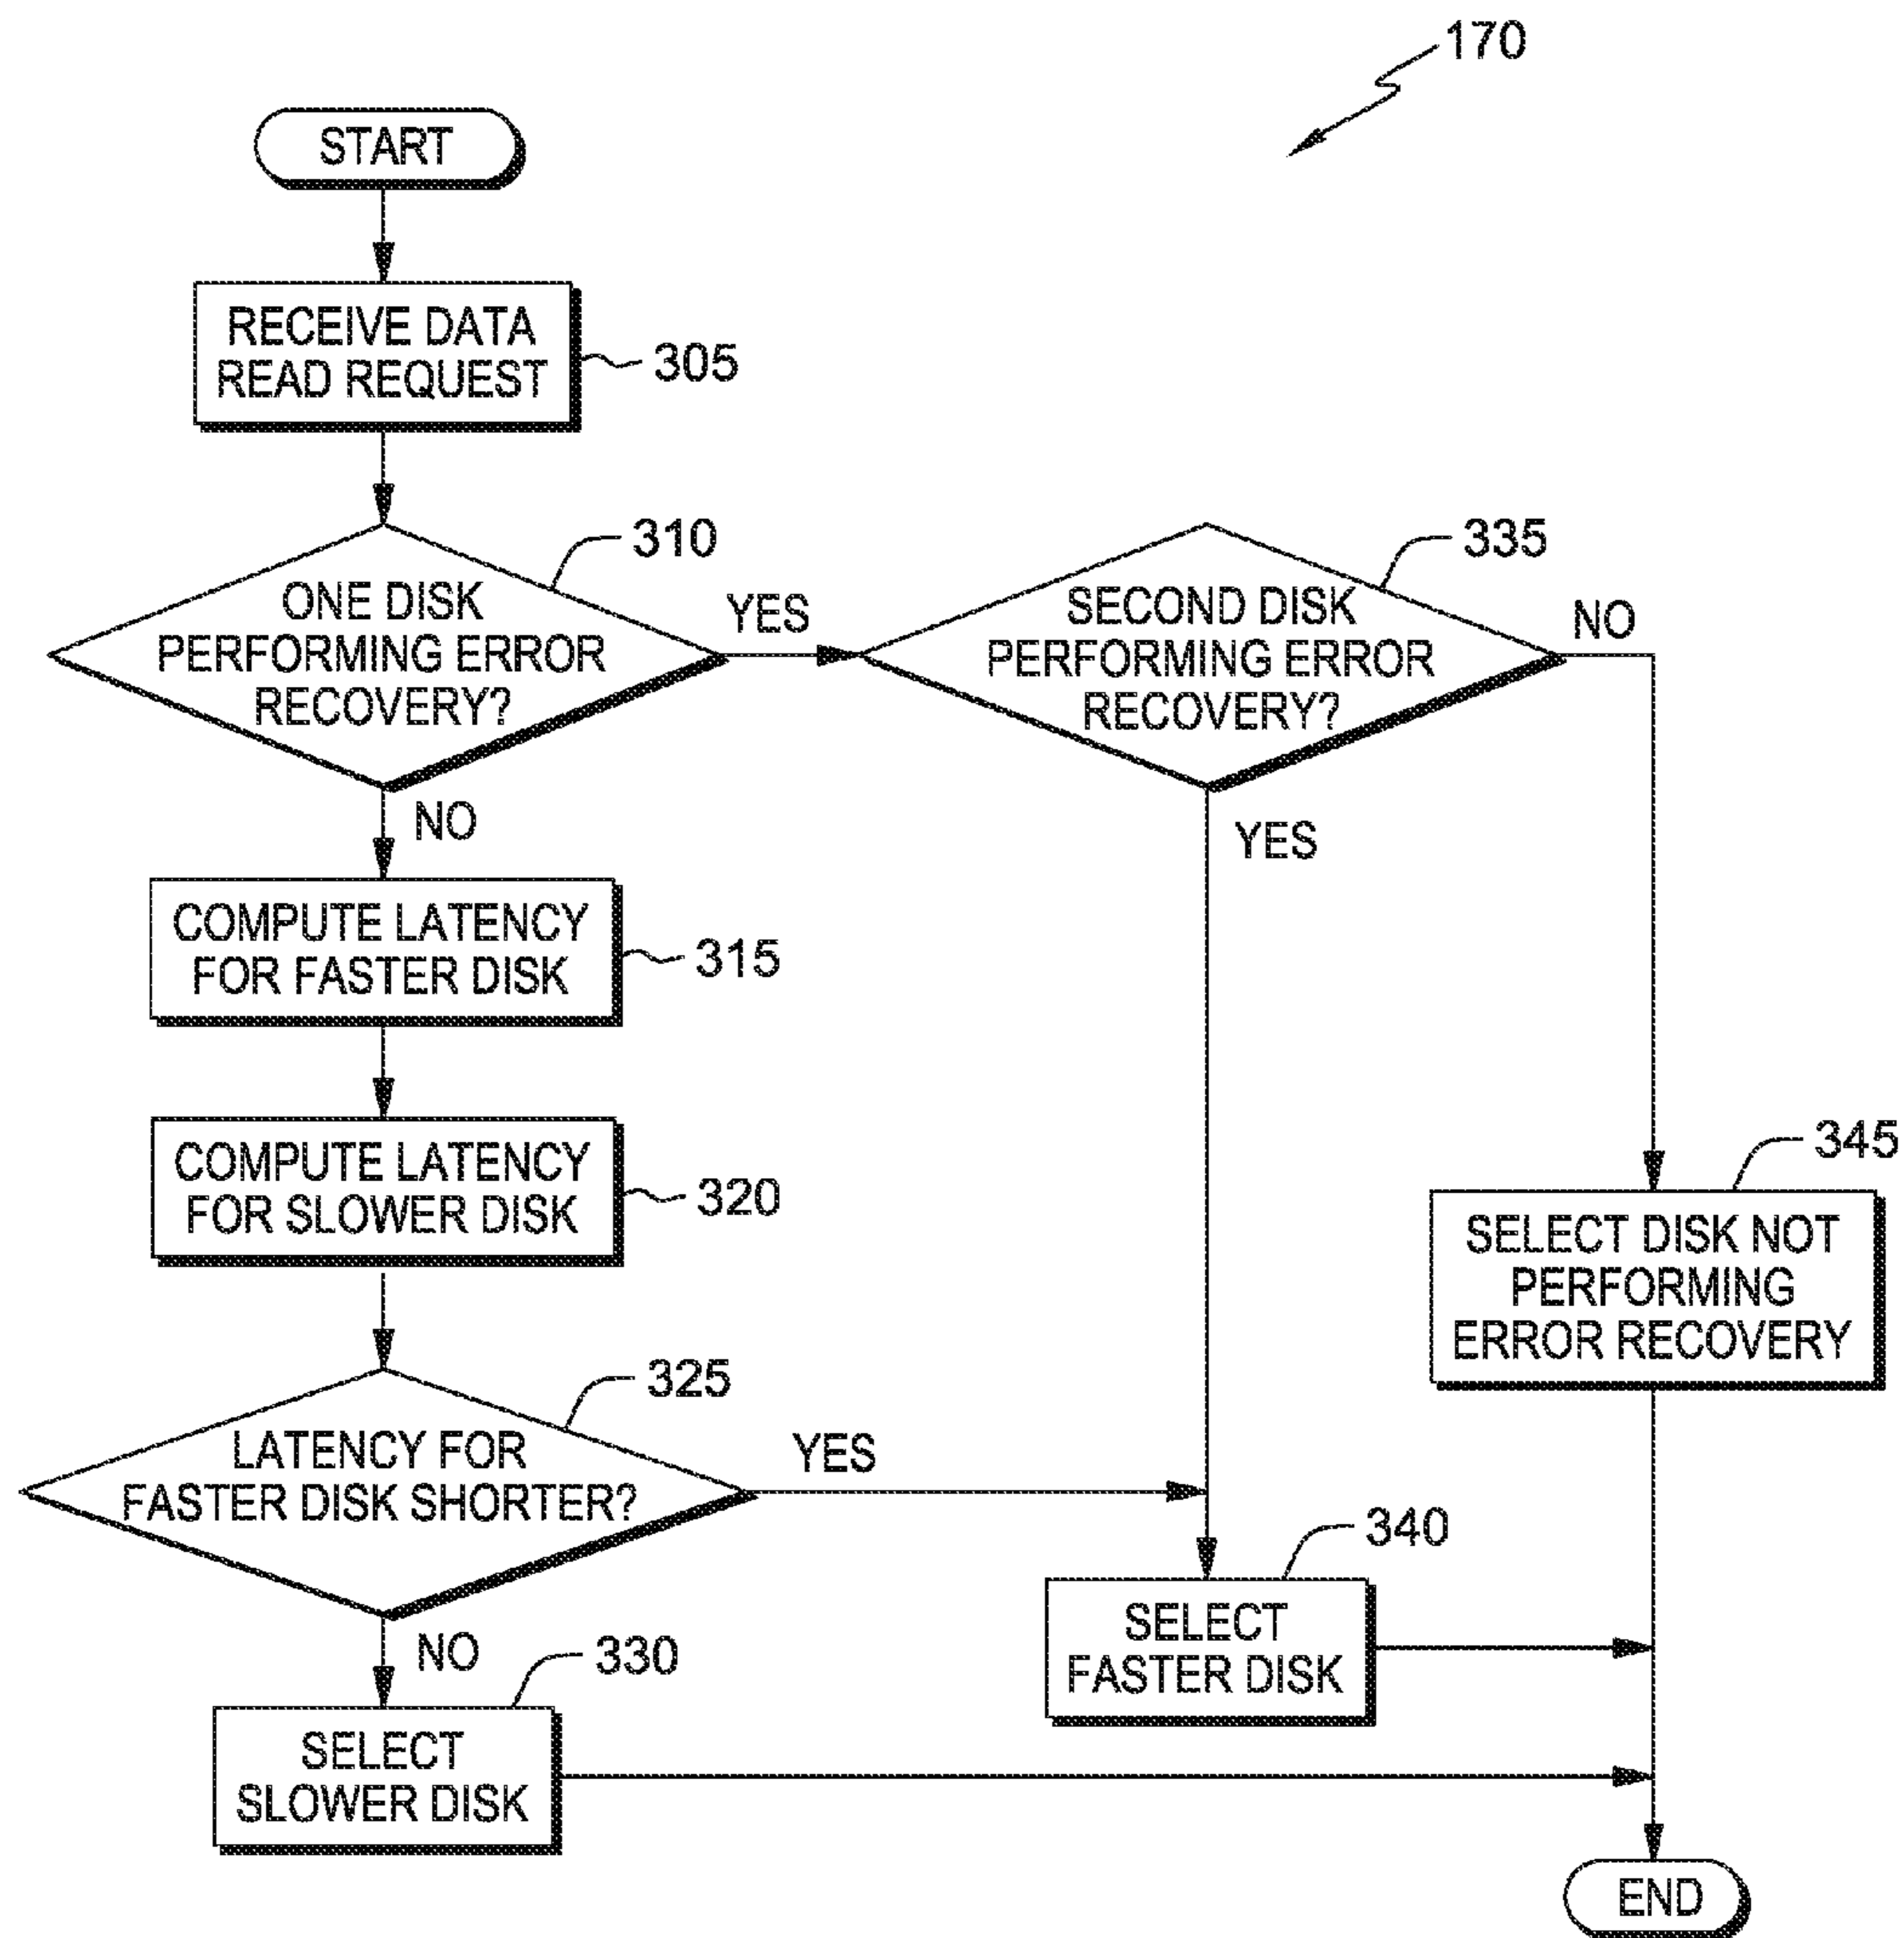 170
START
RECEIVE DATA
READ REQUEST
305
310
ONE DISK
PERFORMING ERROR
RECOVERY?
YES
335
SECOND DISK
PERFORMING ERROR
RECOVERY?
NO
NO
YES
COMPUTE LATENCY
FOR FASTER DISK
315
COMPUTE LATENCY
FOR SLOWER DISK
320
345
SELECT DISK NOT
PERFORMING
ERROR RECOVERY
325
LATENCY FOR
FASTER DISK SHORTER?
YES
340
SELECT
FASTER DISK
NO
330
SELECT
SLOWER DISK
END